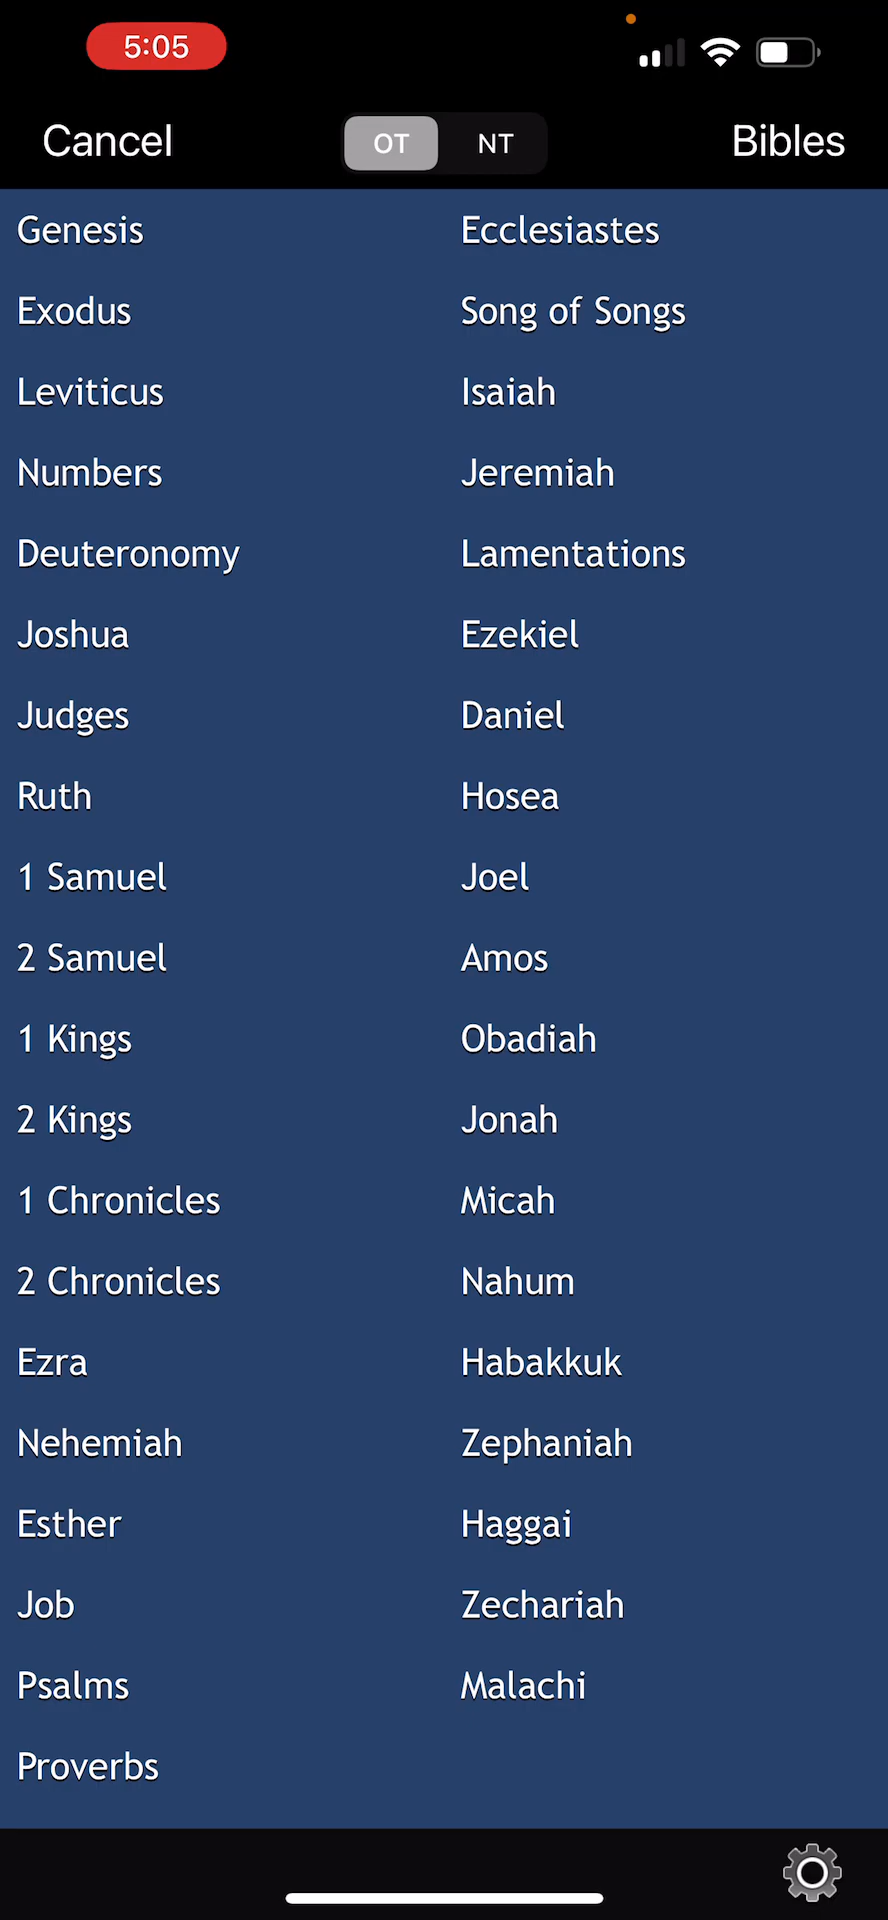 5:05
Cancel
OT
NT
Bibles
Genesis
Exodus
Leviticus
Numbers
Deuteronomy
Joshua
Judges
Ruth
1 Samuel
2 Samuel
1 Kings
2 Kings
1 Chronicles
2 Chronicles
Ezra
Nehemiah
Esther
Job
Psalms
Proverbs
Ecclesiastes
Song of Songs
Isaiah
Jeremiah
Lamentations
Ezekiel
Daniel
Hosea
Joel
Amos
Obadiah
Jonah
Micah
Nahum
Habakkuk
Zephaniah
Haggai
Zechariah
Malachi